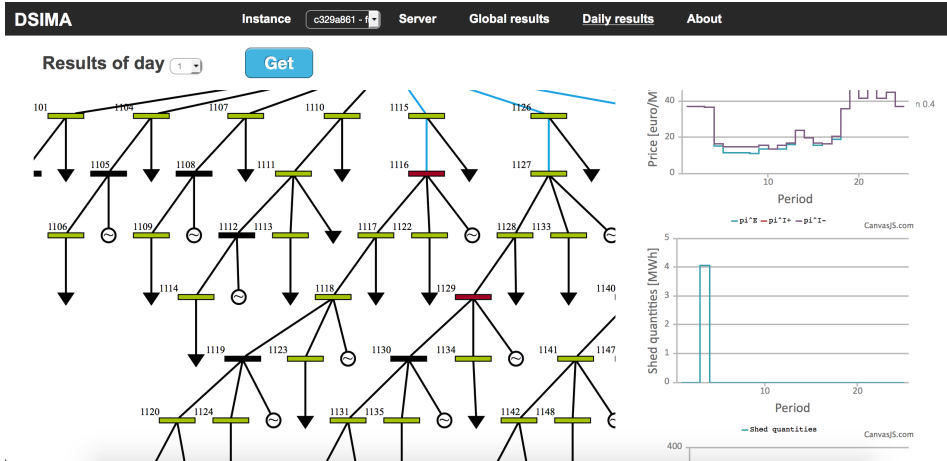 DSIMA Instance c329a861 - f Server Global results Daily results About
Results of day 1 Get
101 1104 1107 1110 1115 1126
1105 1108 1111 1116 1127
1106 1109 1112 1113 1117 1122 1128 1133
1114 1118 1129 1140
1119 1123 1130 1134 1141 1147
1120 1124 1131 1135 1142 1148
Price [euro/M
40
20
0
10 20
n 0.4
Period
pi^E pi^I+ pi^I-
CanvasJS.com
Shed quantities [MWh]
5
4
3
2
1
0
10 20
Period
Shed quantities
CanvasJS.com
400